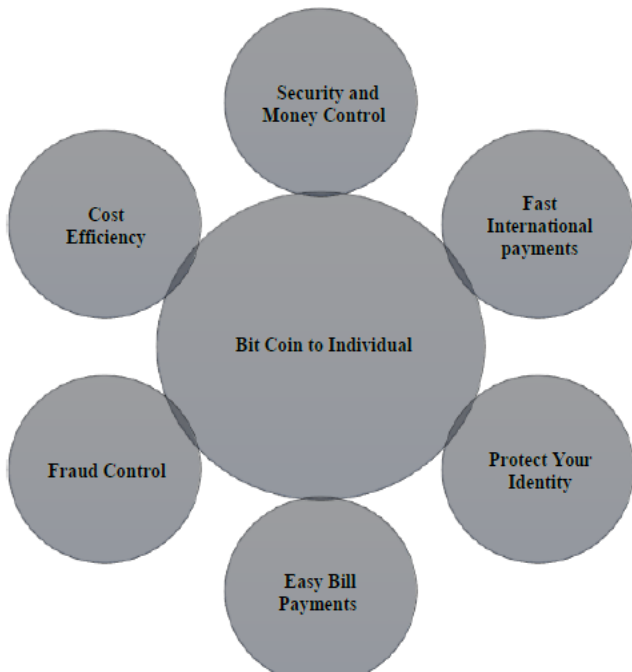 Security and
Money Control
Cost
Efficiency
Fast
International
payments
Bit Coin to Individual
Fraud Control
Protect Your
Identity
Easy Bill
Payments